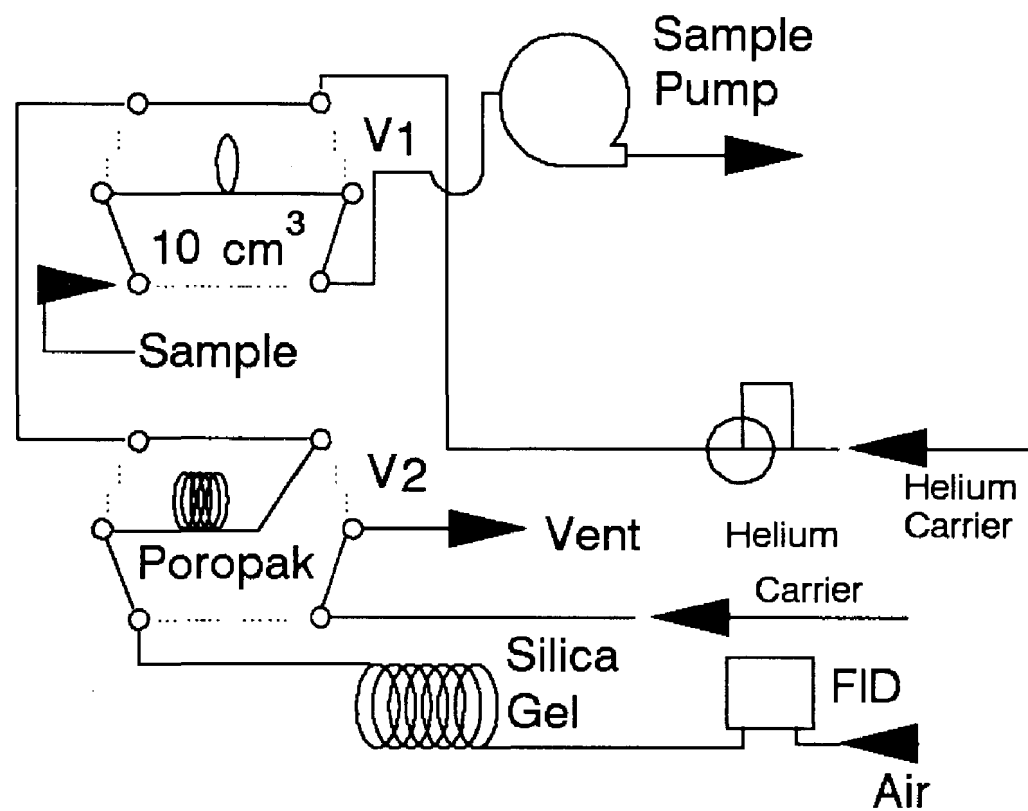 Sample
Pump
V1
10 cm³
Sample
V2
Helium
Carrier
Vent
Helium
Poropak
Carrier
Silica
Gel
FID
Air